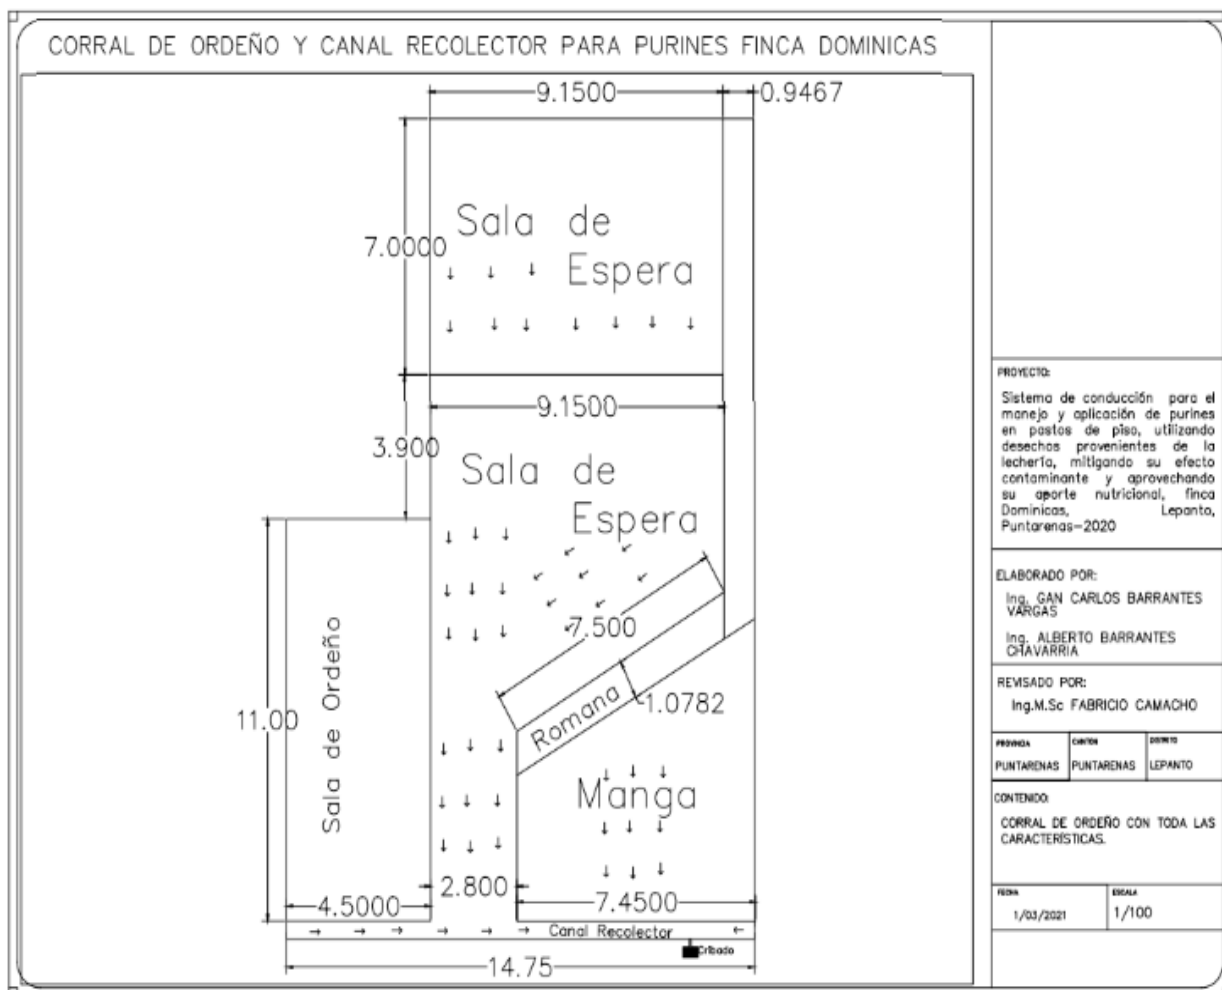 CORRAL DE ORDEÑO Y CANAL RECOLECTOR PARA PURINES FINCA DOMINICAS
9.1500
0.9467
Sala de
Espera
7.0000
9.1500
3.900
Sala de
Espera
7.500
Romana
1.0782
11.00
Sala de Ordeño
Manga
2.800
4.5000
7.4500
Canal Recolector
Cribado
14.75
PROYECTO:
Sistema de conducción para el
manejo y aplicación de purines
en pastos de piso, utilizando
desechos provenientes de la
lechería, mitigando su efecto
contaminante y aprovechando
su aporte nutricional, finca
Dominicas, Lepanto,
Puntarenas-2020
ELABORADO POR:
Ing. GAN CARLOS BARRANTES
VARGAS
Ing. ALBERTO BARRANTES
CHAVARRIA
REVISADO POR:
Ing.M.Sc FABRICIO CAMACHO
PROVINCIA
CANTON
DISTRITO
PUNTARENAS
PUNTARENAS
LEPANTO
CONTENIDO:
CORRAL DE ORDEÑO CON TODA LAS
CARACTERÍSTICAS.
FECHA
ESCALA
1/03/2021
1/100